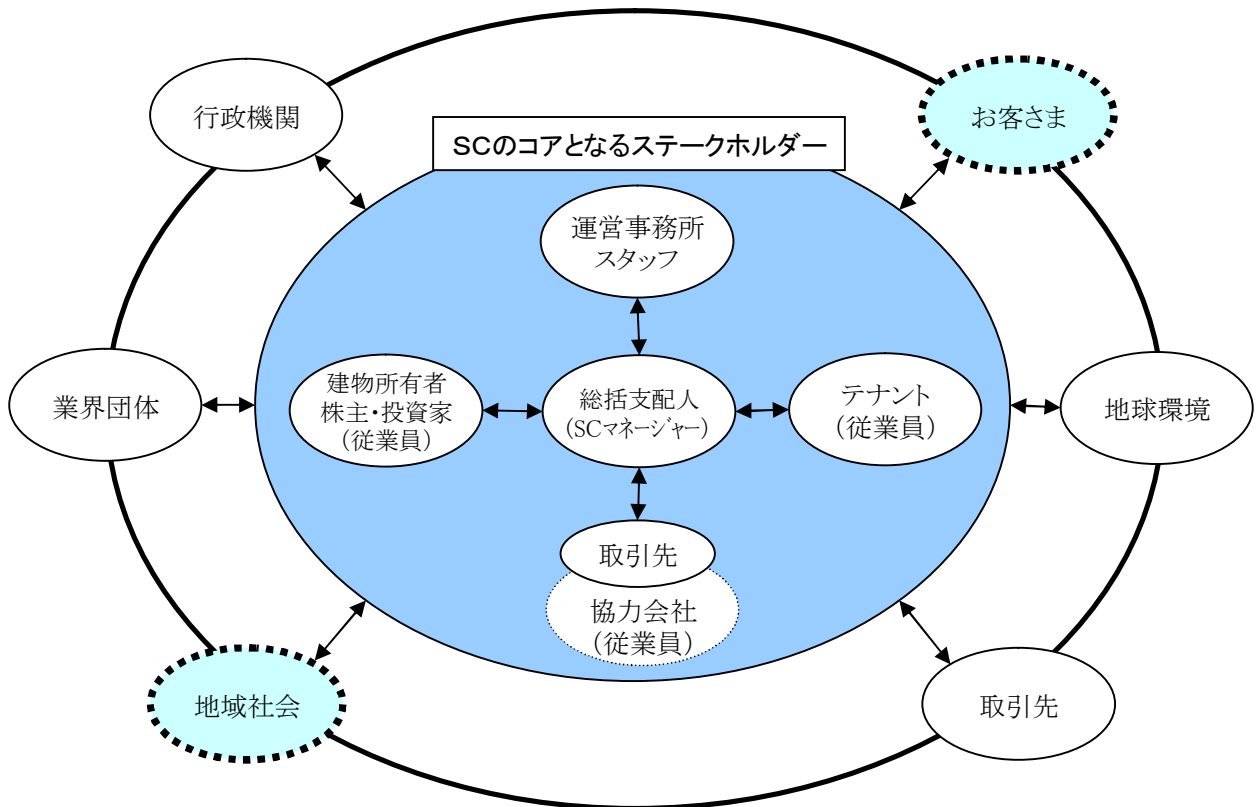 行政機関
お客さま
SCのコアとなるステークホルダー
運営事務所
スタッフ
建物所有者
株主・投資家
(従業員)
総括支配人
(SCマネージャー)
テナント
(従業員)
業界団体
地球環境
取引先
協力会社
(従業員)
地域社会
取引先